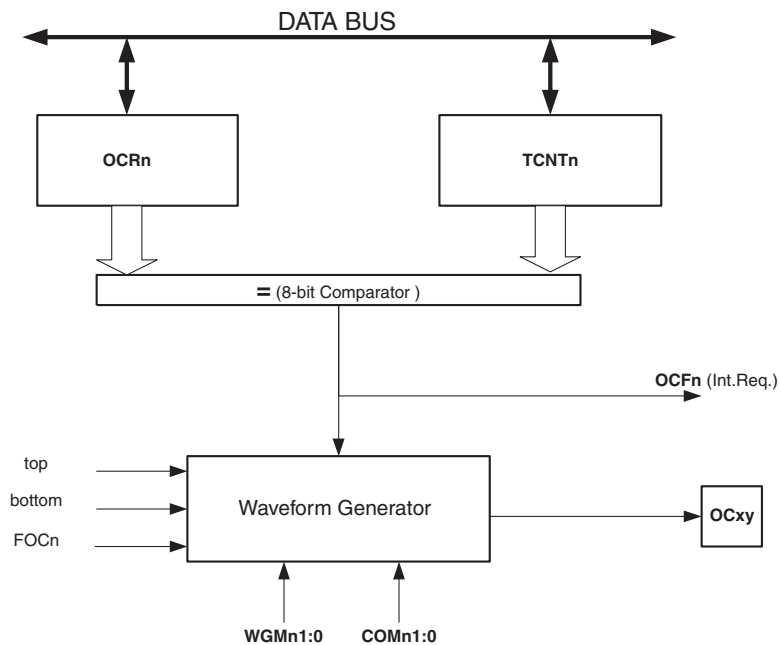 DATA BUS
OCRn
TCNTn
= (8-bit Comparator )
OCFn (Int.Req.)
top
bottom
FOCn
Waveform Generator
OCxy
WGMn1:0
COMn1:0